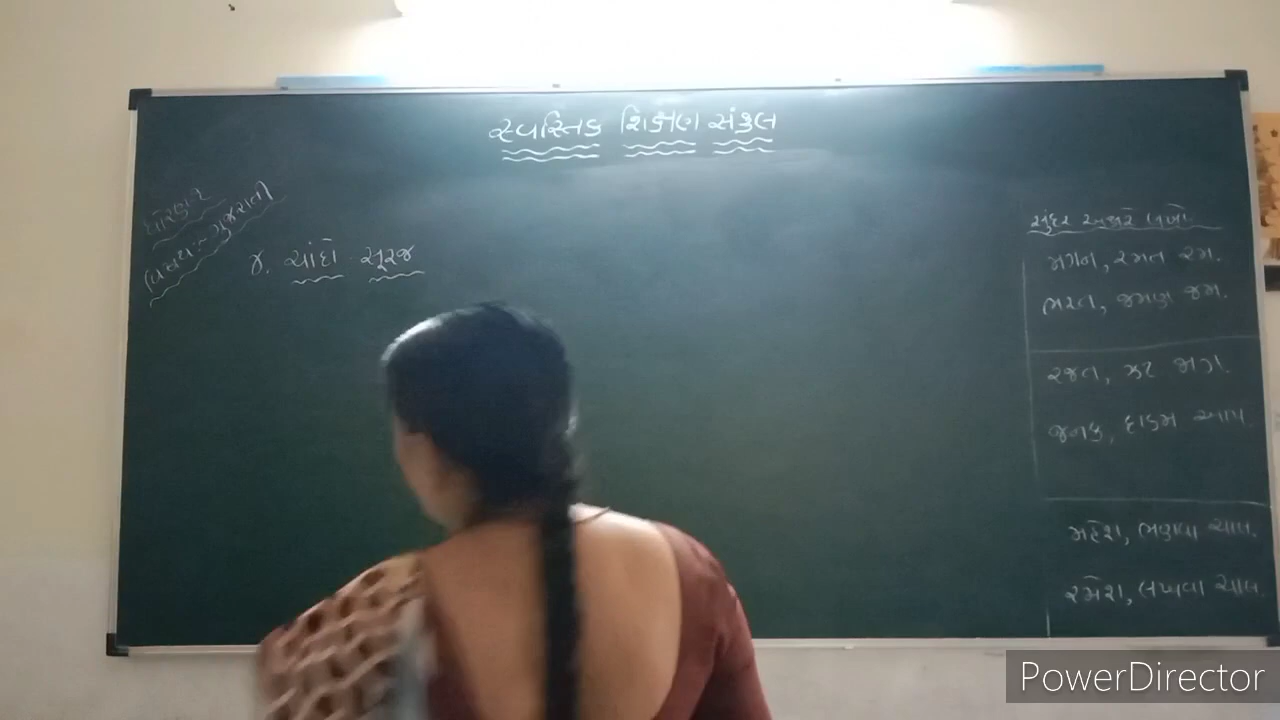 સ્વસ્તિક શિક્ષણ સંકુલ
ધોરણ:-૨
વિષય:- ગુજરાતી
૪. ચાંદો સૂરજ
સુંદર અક્ષરે લખો.
મગન, રમત રમ.
ભરત, જમણ જમ.
રજત, ઝટ ભાગ.
જનક, દાડમ આપ.
મહેશ, ભણવા ચાલ.
રમેશ, લખવા ચાલ.
PowerDirector